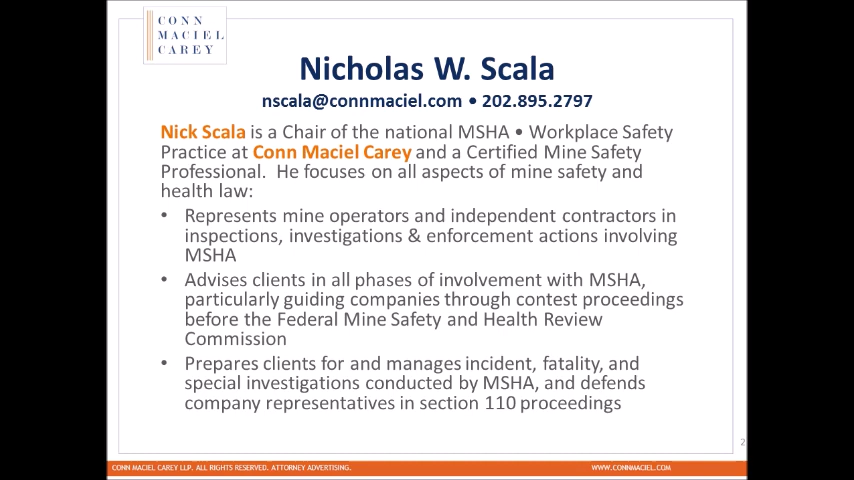 CONN
MACIEL
CAREY
Nicholas W. Scala
nscala@connmaciel.com • 202.895.2797
Nick Scala is a Chair of the national MSHA • Workplace Safety
Practice at Conn Maciel Carey and a Certified Mine Safety
Professional. He focuses on all aspects of mine safety and
health law:
• Represents mine operators and independent contractors in
inspections, investigations & enforcement actions involving
MSHA
• Advises clients in all phases of involvement with MSHA,
particularly guiding companies through contest proceedings
before the Federal Mine Safety and Health Review
Commission
• Prepares clients for and manages incident, fatality, and
special investigations conducted by MSHA, and defends
company representatives in section 110 proceedings
2
CONN MACIEL CAREY LLP. ALL RIGHTS RESERVED. ATTORNEY ADVERTISING.
WWW.CONNMACIEL.COM